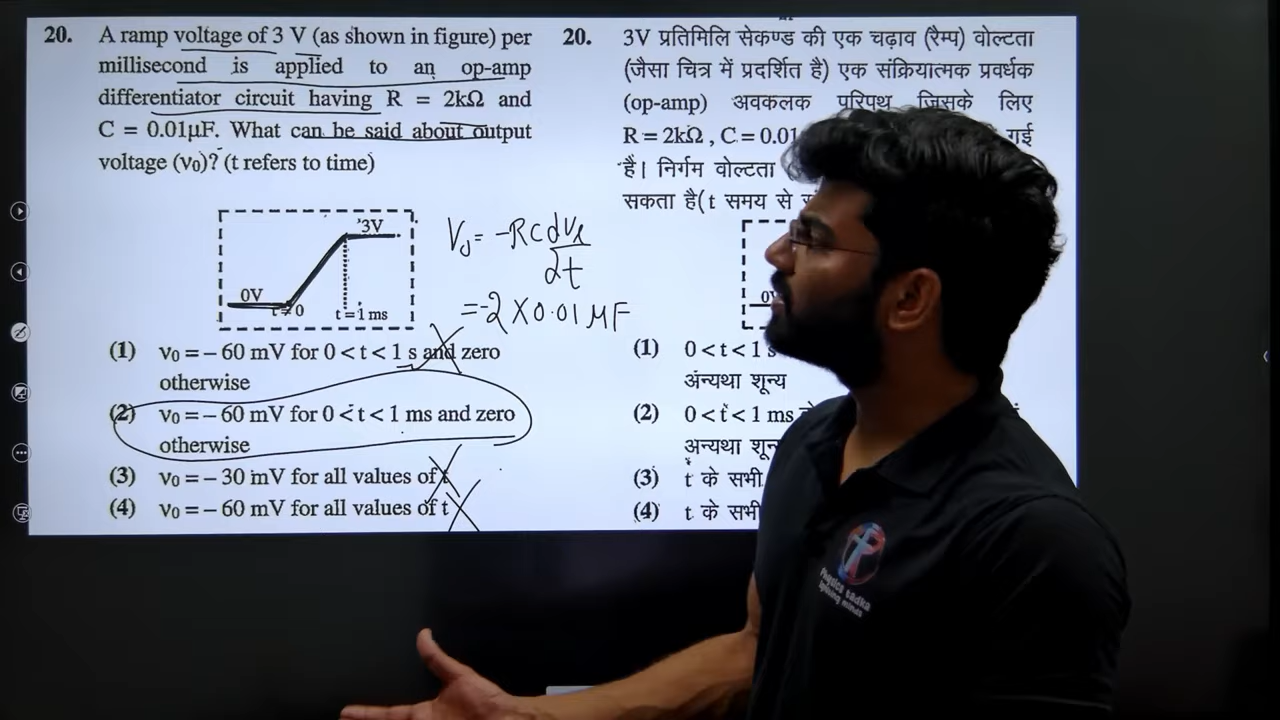 20. A ramp voltage of 3 V (as shown in figure) per
millisecond is applied to an op-amp
differentiator circuit having R = 2kΩ and
C = 0.01μF. What can be said about output
voltage (v₀)? (t refers to time)
3V
0V
t=0
t=1 ms
V₀ = -RC dVᵢ
dt
= -2 X 0.01 μF
(1) v₀ = – 60 mV for 0 < t < 1 s and zero
otherwise
(2) v₀ = – 60 mV for 0 < t < 1 ms and zero
otherwise
(3) v₀ = – 30 mV for all values of t
(4) v₀ = – 60 mV for all values of t
20. 3V प्रतिमिलि सेकण्ड की एक चढ़ाव (रैम्प) वोल्टता
(जैसा चित्र में प्रदर्शित है) एक संक्रियात्मक प्रवर्धक
(op-amp) अवकलक परिपथ जिसके लिए
R = 2kΩ , C = 0.01 गई
है। निर्गम वोल्टता
सकता है(t समय से
0V
(1) 0 < t < 1 s
अंन्यथा शून्य
(2) 0 < t < 1 ms
अन्यथा शून्य
(3) t के सभी
(4) t के सभी
Physics tadka
Igniting minds